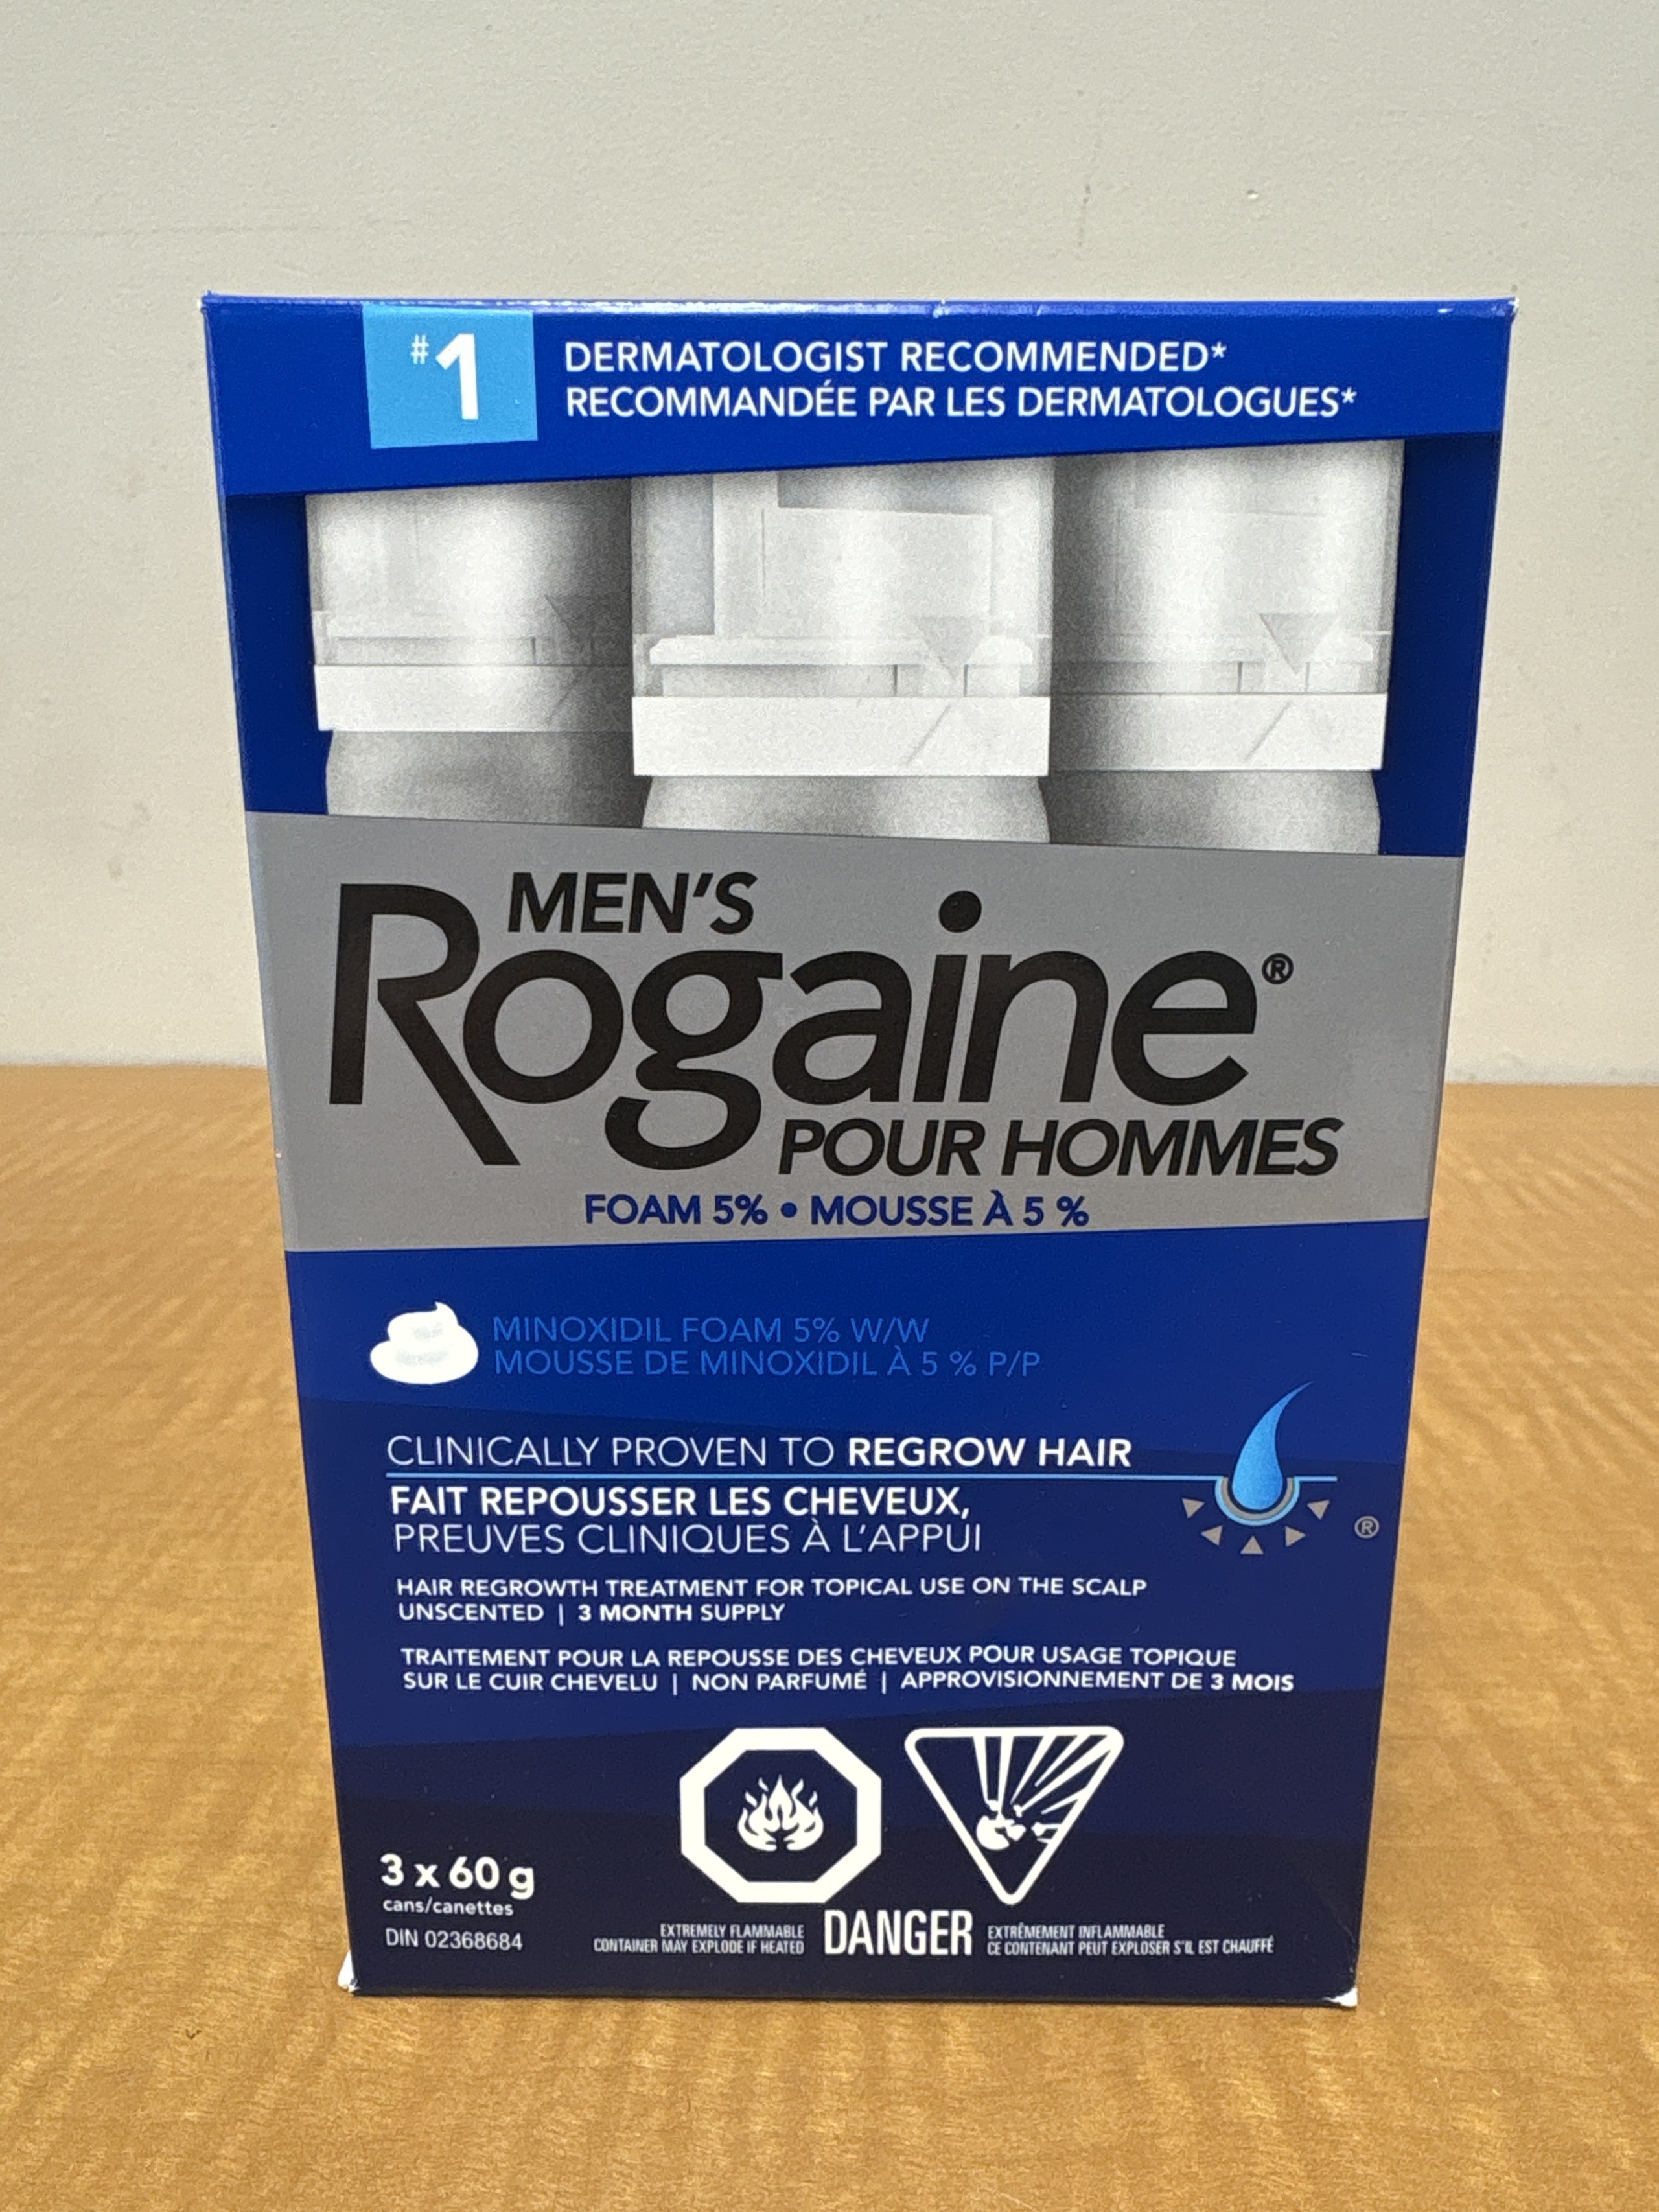 #1
DERMATOLOGIST RECOMMENDED*
RECOMMANDÉE PAR LES DERMATOLOGUES*
MEN'S
Rogaine®
POUR HOMMES
FOAM 5% • MOUSSE À 5 %
MINOXIDIL FOAM 5% W/W
MOUSSE DE MINOXIDIL À 5 % P/P
CLINICALLY PROVEN TO REGROW HAIR
FAIT REPOUSSER LES CHEVEUX,
PREUVES CLINIQUES À L'APPUI
®
HAIR REGROWTH TREATMENT FOR TOPICAL USE ON THE SCALP
UNSCENTED | 3 MONTH SUPPLY
TRAITEMENT POUR LA REPOUSSE DES CHEVEUX POUR USAGE TOPIQUE
SUR LE CUIR CHEVELU | NON PARFUMÉ | APPROVISIONNEMENT DE 3 MOIS
3 x 60 g
cans/canettes
DIN 02368684
EXTREMELY FLAMMABLE
CONTAINER MAY EXPLODE IF HEATED
DANGER
EXTRÊMEMENT INFLAMMABLE
CE CONTENANT PEUT EXPLOSER S'IL EST CHAUFFÉ